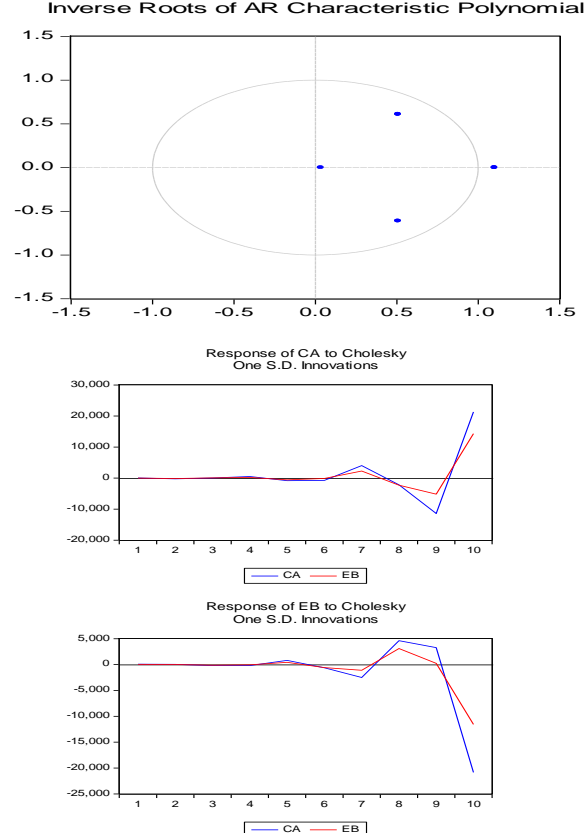 Inverse Roots of AR Characteristic Polynomial
1.5
1.0
0.5
0.0
-0.5
-1.0
-1.5
-1.5 -1.0 -0.5 0.0 0.5 1.0 1.5
Response of CA to Cholesky
One S.D. Innovations
30,000
20,000
10,000
0
-10,000
-20,000
1 2 3 4 5 6 7 8 9 10
CA EB
Response of EB to Cholesky
One S.D. Innovations
5,000
0
-5,000
-10,000
-15,000
-20,000
-25,000
1 2 3 4 5 6 7 8 9 10
CA EB